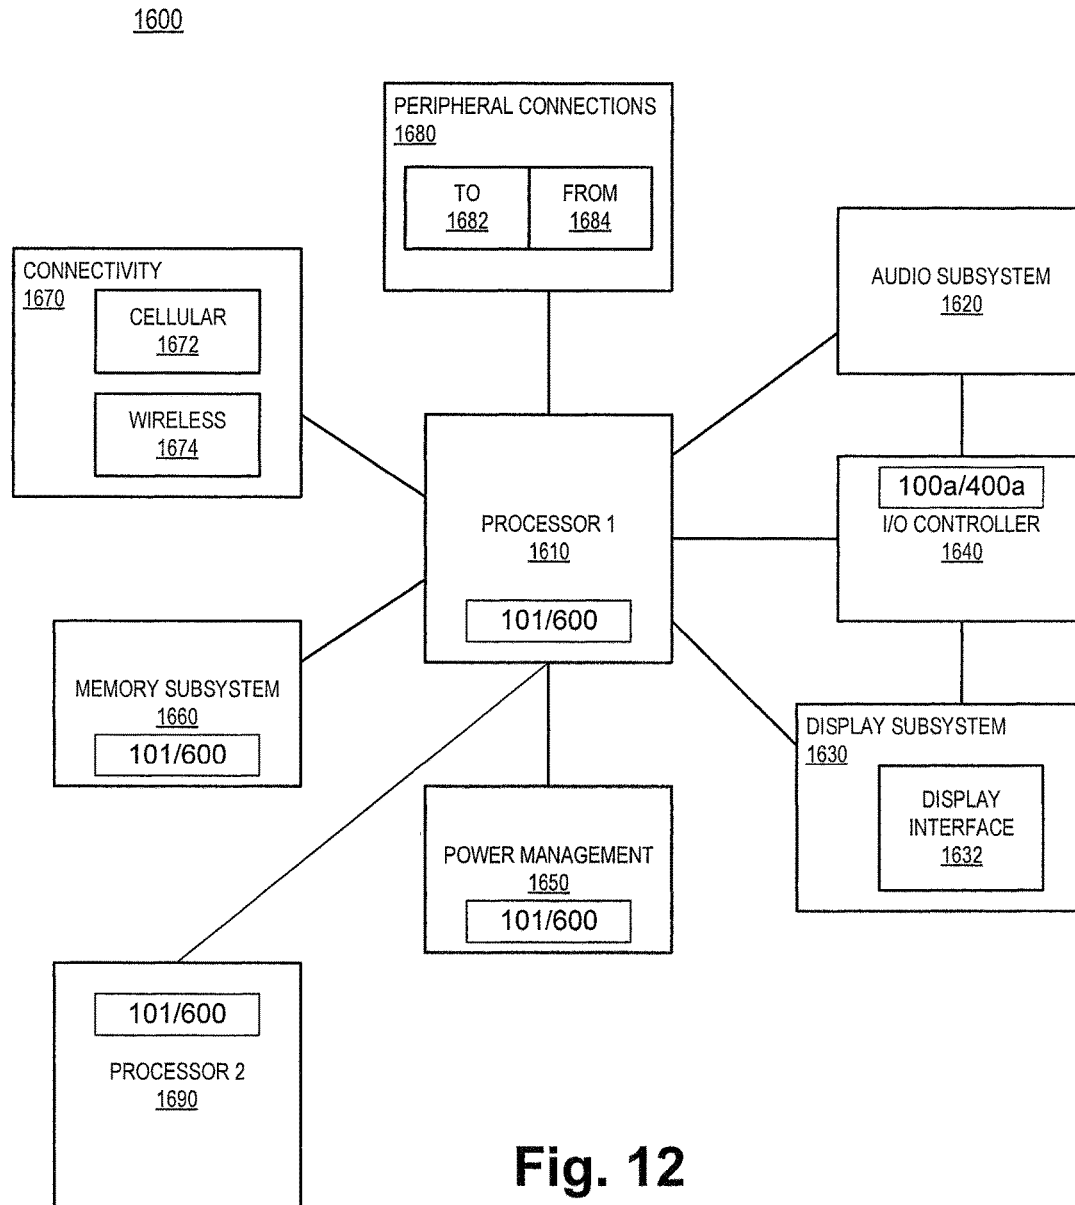 1600
PERIPHERAL CONNECTIONS
1680
TO
1682
FROM
1684
CONNECTIVITY
1670
CELLULAR
1672
WIRELESS
1674
AUDIO SUBSYSTEM
1620
PROCESSOR 1
1610
101/600
100a/400a
I/O CONTROLLER
1640
MEMORY SUBSYSTEM
1660
101/600
DISPLAY SUBSYSTEM
1630
DISPLAY
INTERFACE
1632
POWER MANAGEMENT
1650
101/600
101/600
PROCESSOR 2
1690
Fig. 12